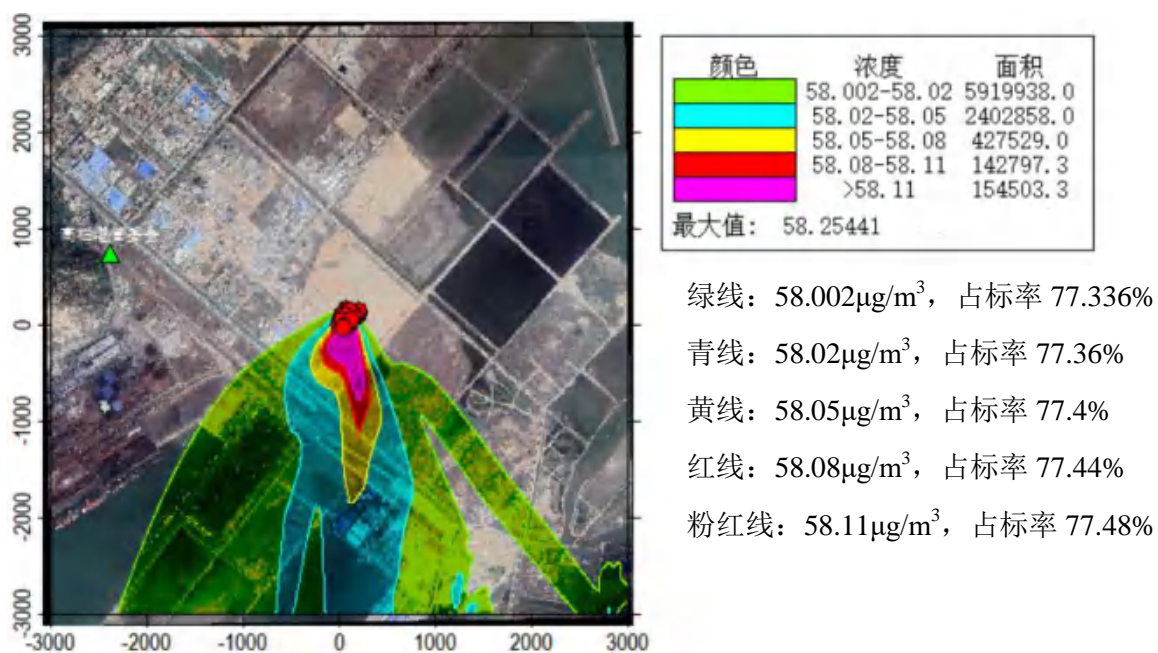 颜色 浓度 面积
58.002-58.02 5919938.0
58.02-58.05 2402858.0
58.05-58.08 427529.0
58.08-58.11 142797.3
>58.11 154503.3
最大值: 58.25441
绿线：58.002μg/m³，占标率 77.336%
青线：58.02μg/m³，占标率 77.36%
黄线：58.05μg/m³，占标率 77.4%
红线：58.08μg/m³，占标率 77.44%
粉红线：58.11μg/m³，占标率 77.48%
3000
2000
1000
0
-1000
-2000
-3000
-3000 -2000 -1000 0 1000 2000 3000